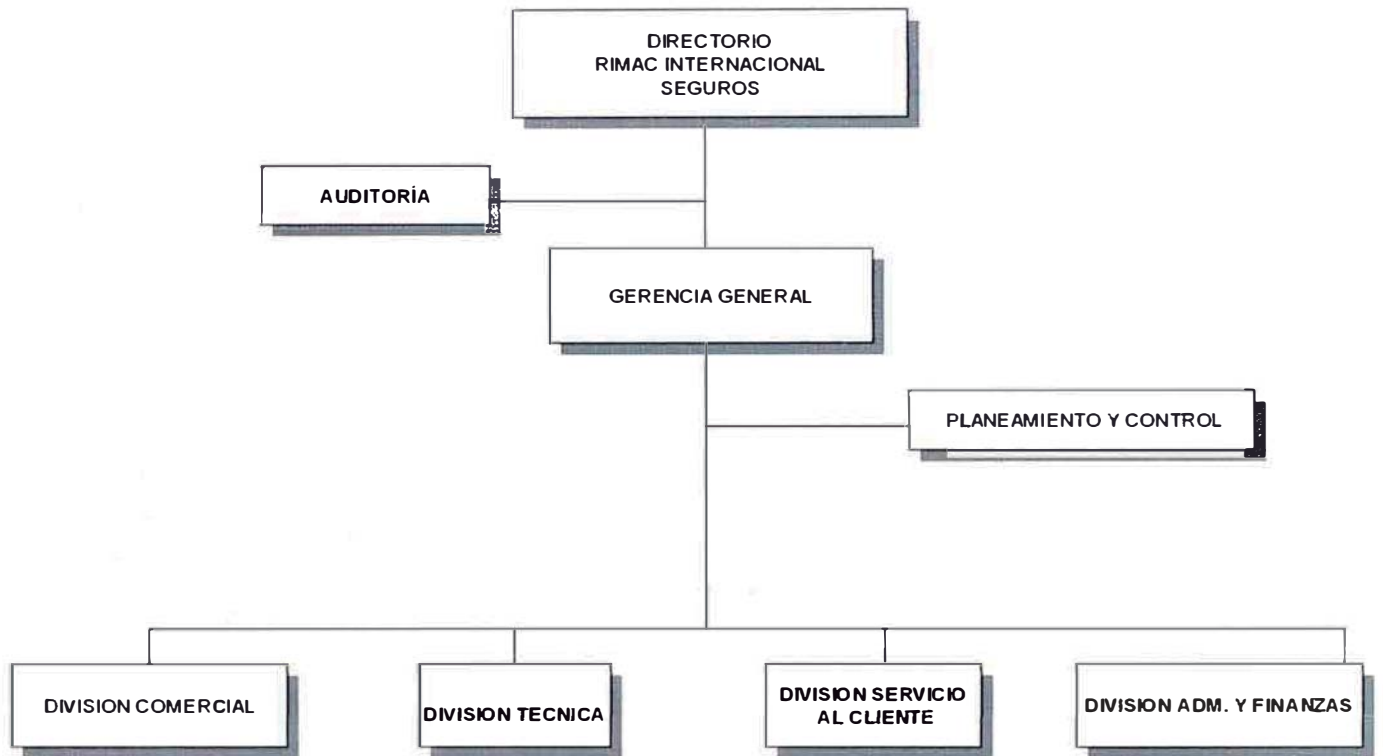 DIRECTORIO
RIMAC INTERNACIONAL
SEGUROS
AUDITORÍA
GERENCIA GENERAL
PLANEAMIENTO Y CONTROL
DIVISION COMERCIAL
DIVISION TECNICA
DIVISION SERVICIO
AL CLIENTE
DIVISION ADM. Y FINANZAS